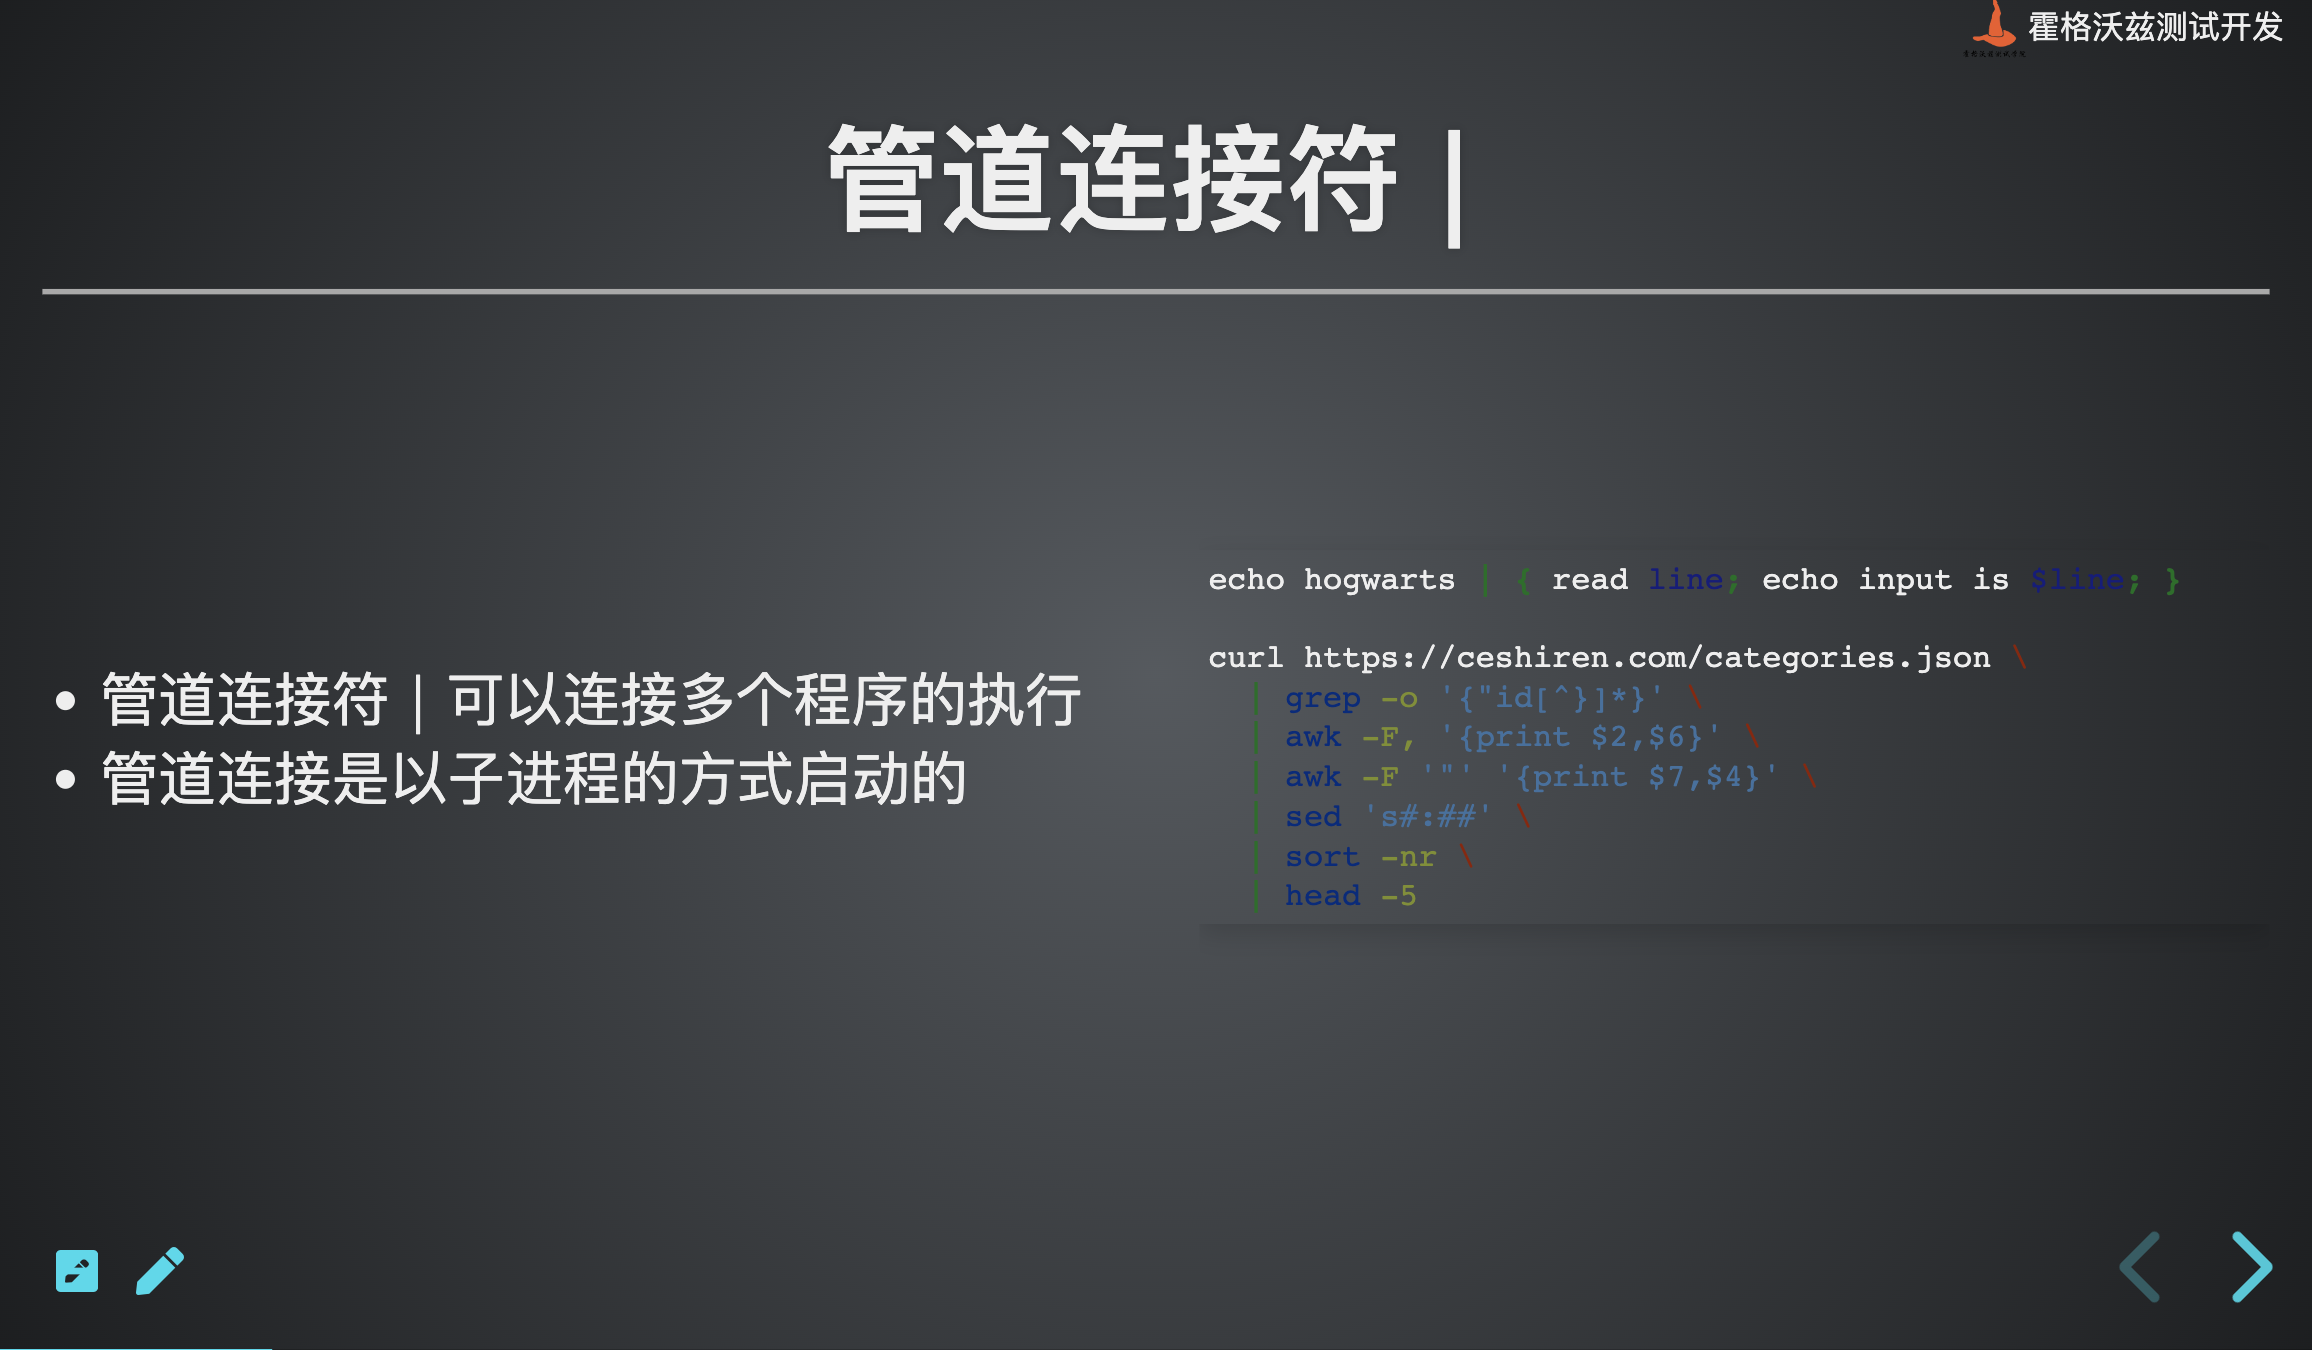 霍格沃兹测试开发
管道连接符 |
管道连接符 | 可以连接多个程序的执行
管道连接是以子进程的方式启动的
echo hogwarts | { read line; echo input is $line; }
curl https://ceshiren.com/categories.json \
| grep -o '{"id[^}]*}' \
| awk -F, '{print $2,$6}' \
| awk -F '"' '{print $7,$4}' \
| sed 's#:##' \
| sort -nr \
| head -5